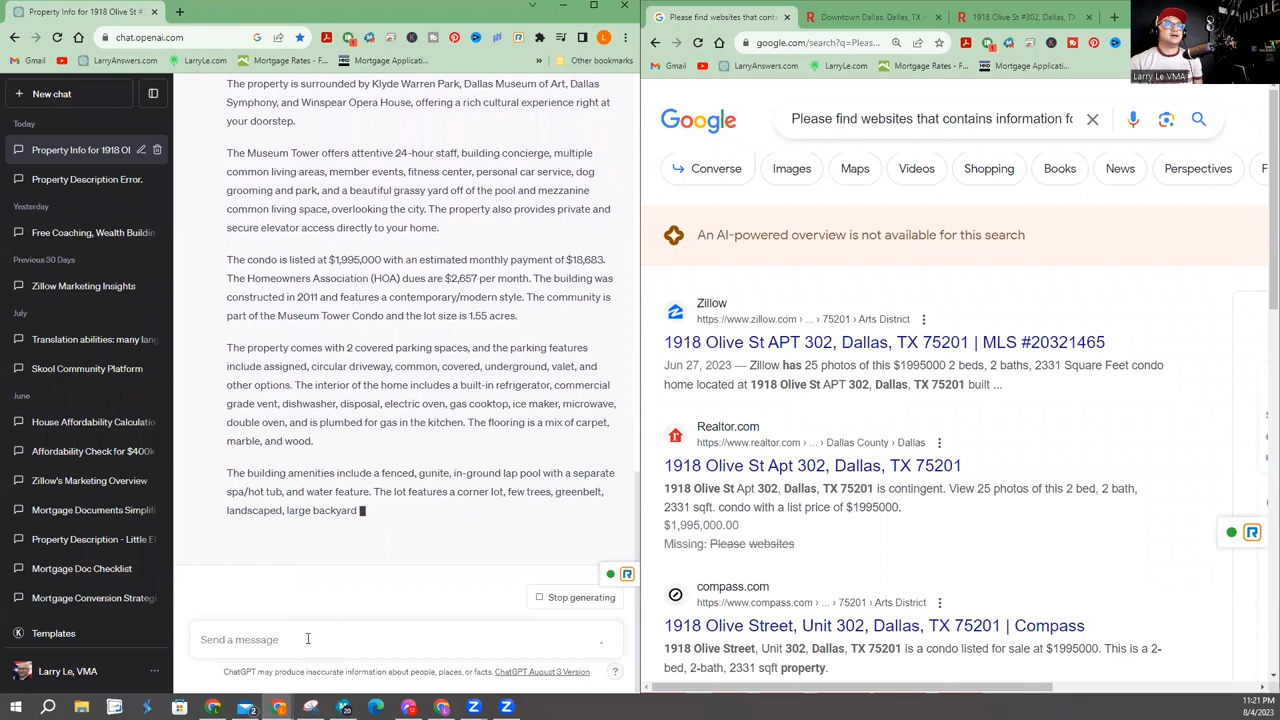 Property Info for 1918 Olive St #
chat.openai.com
Gmail
YouTube
LarryAnswers.com
LarryLe.com
Mortgage Rates - F...
Mortgage Applicati...
»
Other bookmarks
New chat
Today
Property Info for 1918 Ol
Property Description Error.
Yesterday
Free Coaching, Wealth Buildin
Previous 30 Days
Zillow Marketing Insights
July
Translation abilities: many lang
Skool Community Platform
June
House Affordability Calculatio
Affordability Check for $400k
Zillow's Marketing Overview
Mortgage Documents Simplifi
Property Description - Little E
Mortgage Doc Checklist
Mortgage Conversion Strategi
Templates
Larry Le, VMA
The property is surrounded by Klyde Warren Park, Dallas Museum of Art, Dallas
Symphony, and Winspear Opera House, offering a rich cultural experience right at
your doorstep.
The Museum Tower offers attentive 24-hour staff, building concierge, multiple
common living areas, member events, fitness center, personal car service, dog
grooming and park, and a beautiful grassy yard off of the pool and mezzanine
common living space, overlooking the city. The property also provides private and
secure elevator access directly to your home.
The condo is listed at $1,995,000 with an estimated monthly payment of $18,683.
The Homeowners Association (HOA) dues are $2,657 per month. The building was
constructed in 2011 and features a contemporary/modern style. The community is
part of the Museum Tower Condo and the lot size is 1.55 acres.
The property comes with 2 covered parking spaces, and the parking features
include assigned, circular driveway, common, covered, underground, valet, and
other options. The interior of the home includes a built-in refrigerator, commercial
grade vent, dishwasher, disposal, electric oven, gas cooktop, ice maker, microwave,
double oven, and is plumbed for gas in the kitchen. The flooring is a mix of carpet,
marble, and wood.
The building amenities include a fenced, gunite, in-ground lap pool with a separate
spa/hot tub, and water feature. The lot features a corner lot, few trees, greenbelt,
landscaped, large backyard
Stop generating
Send a message
ChatGPT may produce inaccurate information about people, places, or facts. ChatGPT August 3 Version
?
Please find websites that cont
Downtown Dallas, Dallas, TX H
1918 Olive St #302, Dallas, TX
google.com/search?q=Pleas...
Gmail
YouTube
LarryAnswers.com
LarryLe.com
Mortgage Rates - F...
Mortgage Applicati...
HUSTLE
Larry Le VMA
Google
Please find websites that contains information fo
Converse
Images
Maps
Videos
Shopping
Books
News
Perspectives
F
An AI-powered overview is not available for this search
Zillow
https://www.zillow.com › ... › 75201 › Arts District
1918 Olive St APT 302, Dallas, TX 75201 | MLS #20321465
Jun 27, 2023 — Zillow has 25 photos of this $1995000 2 beds, 2 baths, 2331 Square Feet condo
home located at 1918 Olive St APT 302, Dallas, TX 75201 built ...
Realtor.com
https://www.realtor.com › ... › Dallas County › Dallas
1918 Olive St Apt 302, Dallas, TX 75201
1918 Olive St Apt 302, Dallas, TX 75201 is contingent. View 25 photos of this 2 bed, 2 bath,
2331 sqft. condo with a list price of $1995000.
$1,995,000.00
Missing: Please websites
compass.com
https://www.compass.com › ... › 75201 › Arts District
1918 Olive Street, Unit 302, Dallas, TX 75201 | Compass
1918 Olive Street, Unit 302, Dallas, TX 75201 is a condo listed for sale at $1995000. This is a 2-
bed, 2-bath, 2331 sqft property.
11:21 PM
8/4/2023